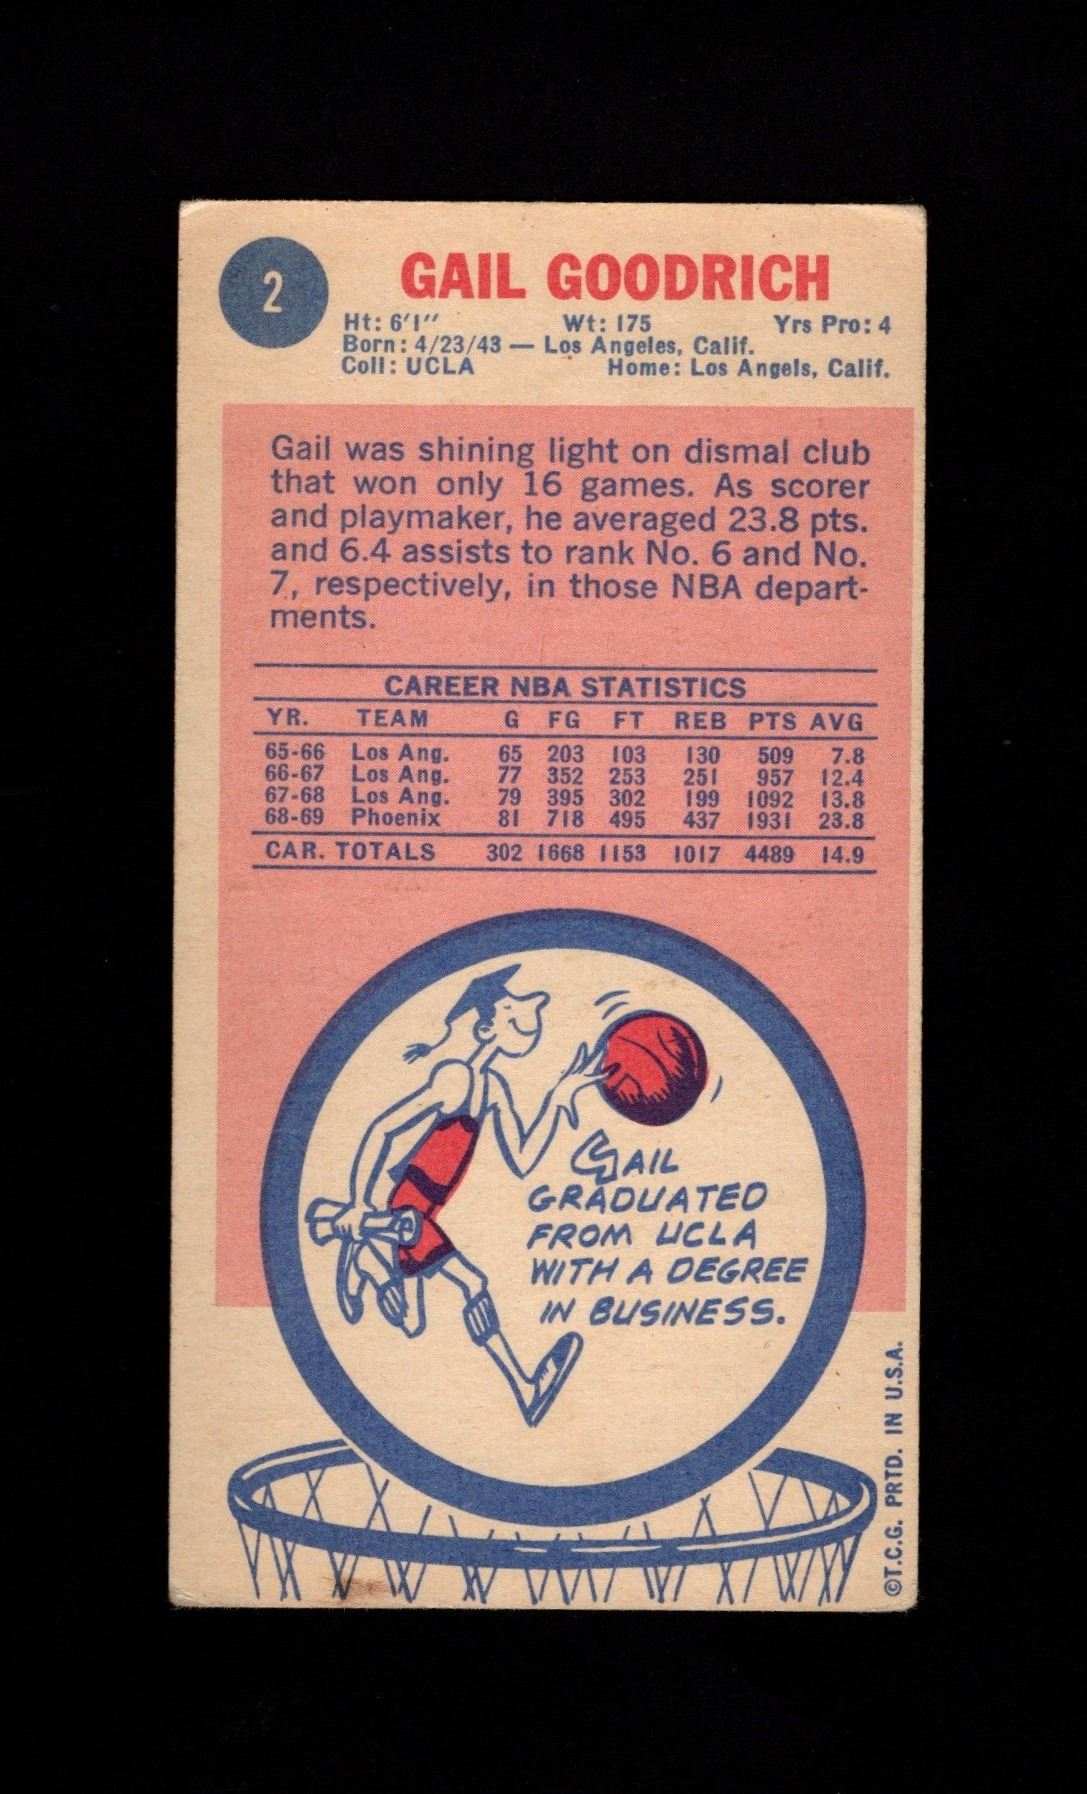 2
GAIL GOODRICH
Ht: 6'1" Wt: 175 Yrs Pro: 4
Born: 4/23/43 — Los Angeles, Calif.
Coll: UCLA Home: Los Angels, Calif.
Gail was shining light on dismal club
that won only 16 games. As scorer
and playmaker, he averaged 23.8 pts.
and 6.4 assists to rank No. 6 and No.
7, respectively, in those NBA depart-
ments.
CAREER NBA STATISTICS
YR. TEAM G FG FT REB PTS AVG
65-66 Los Ang. 65 203 103 130 509 7.8
66-67 Los Ang. 77 352 253 251 957 12.4
67-68 Los Ang. 79 395 302 199 1092 13.8
68-69 Phoenix 81 718 495 437 1931 23.8
CAR. TOTALS 302 1668 1153 1017 4489 14.9
GAIL
GRADUATED
FROM UCLA
WITH A DEGREE
IN BUSINESS.
©T.C.G. PRTD. IN U.S.A.